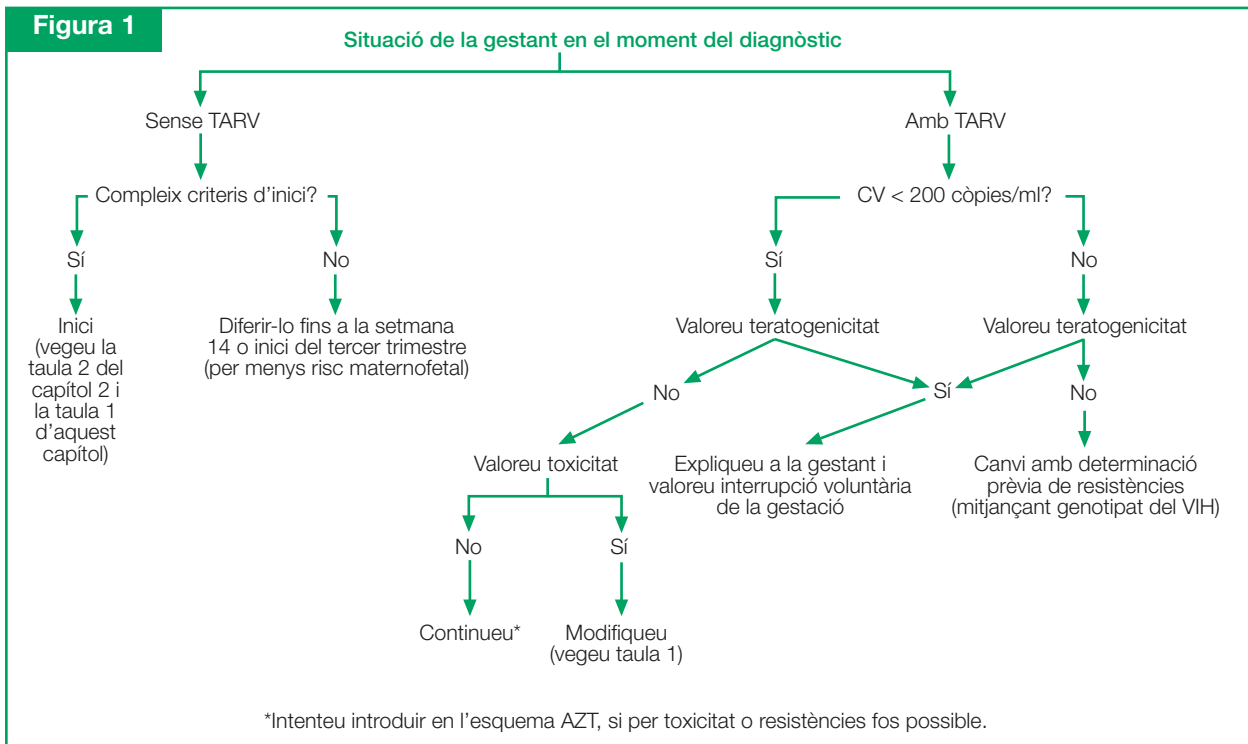 Figura 1
Situació de la gestant en el moment del diagnòstic
Sense TARV
Amb TARV
Compleix criteris d'inici?
CV < 200 còpies/ml?
Sí
No
Sí
No
Inici
(vegeu la
taula 2 del
capítol 2 i
la taula 1
d'aquest
capítol)
Diferir-lo fins a la setmana
14 o inici del tercer trimestre
(per menys risc maternofetal)
Valoreu teratogenicitat
Valoreu teratogenicitat
No
Sí
No
Valoreu toxicitat
Expliqueu a la gestant i
valoreu interrupció voluntària
de la gestació
Canvi amb determinació
prèvia de resistències
(mitjançant genotipat del VIH)
No
Sí
Continueu*
Modifiqueu
(vegeu taula 1)
*Intenteu introduir en l'esquema AZT, si per toxicitat o resistències fos possible.